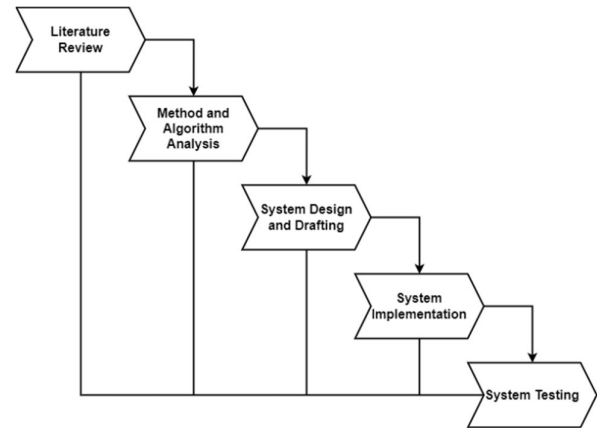 Literature
Review
Method and
Algorithm
Analysis
System Design
and Drafting
System
Implementation
System Testing